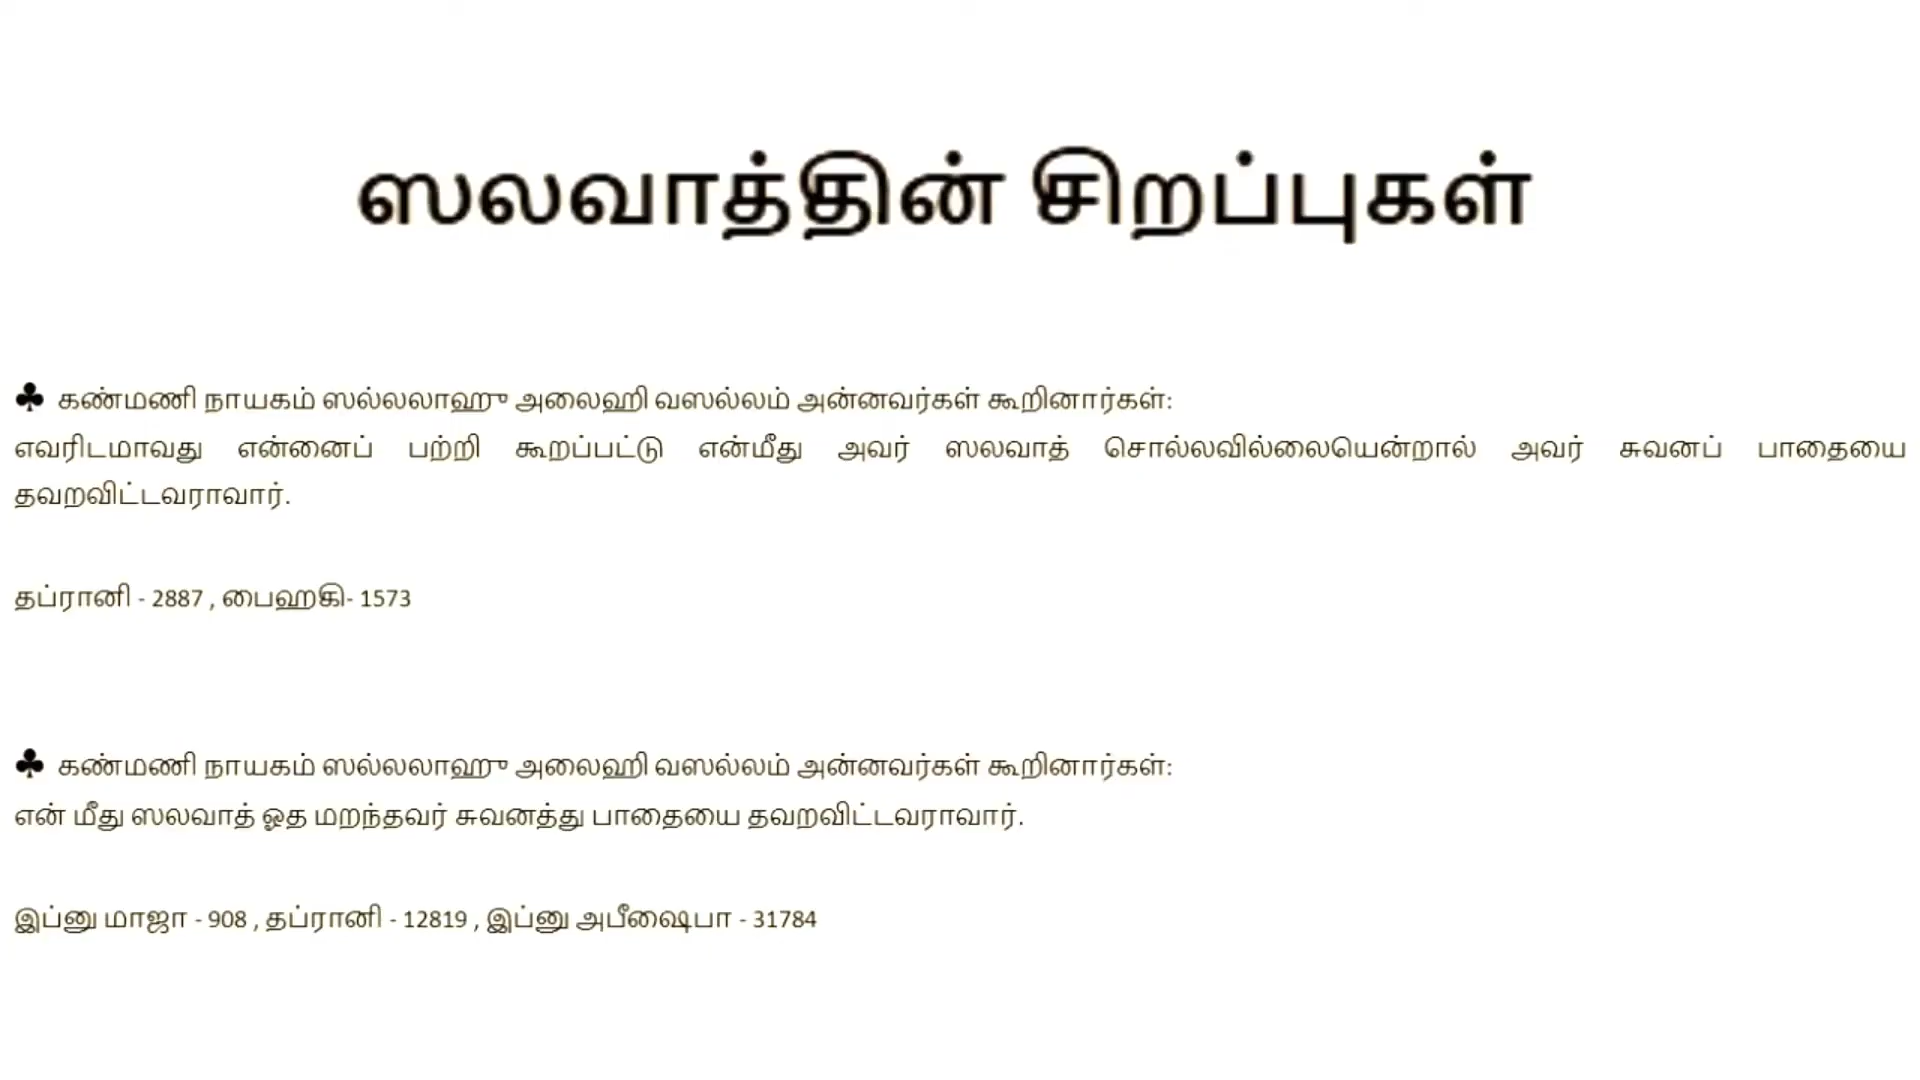 ஸலவாத்தின் சிறப்புகள்
♣ கண்மணி நாயகம் ஸல்லலாஹு அலைஹி வஸல்லம் அன்னவர்கள் கூறினார்கள்:
எவரிடமாவது என்னைப் பற்றி கூறப்பட்டு என்மீது அவர் ஸலவாத் சொல்லவில்லையென்றால் அவர் சுவனப் பாதையை
தவறவிட்டவராவார்.
தப்ரானி - 2887 , பைஹகி- 1573
♣ கண்மணி நாயகம் ஸல்லலாஹு அலைஹி வஸல்லம் அன்னவர்கள் கூறினார்கள்:
என் மீது ஸலவாத் ஓத மறந்தவர் சுவனத்து பாதையை தவறவிட்டவராவார்.
இப்னு மாஜா - 908 , தப்ரானி - 12819 , இப்னு அபீஷைபா - 31784